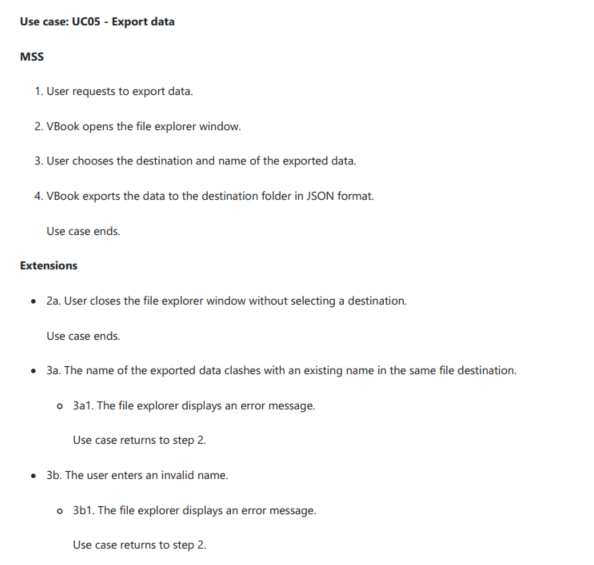 Use case: UC05 - Export data
MSS
1. User requests to export data.
2. VBook opens the file explorer window.
3. User chooses the destination and name of the exported data.
4. VBook exports the data to the destination folder in JSON format.
Use case ends.
Extensions
• 2a. User closes the file explorer window without selecting a destination.
Use case ends.
• 3a. The name of the exported data clashes with an existing name in the same file destination.
○ 3a1. The file explorer displays an error message.
Use case returns to step 2.
• 3b. The user enters an invalid name.
○ 3b1. The file explorer displays an error message.
Use case returns to step 2.